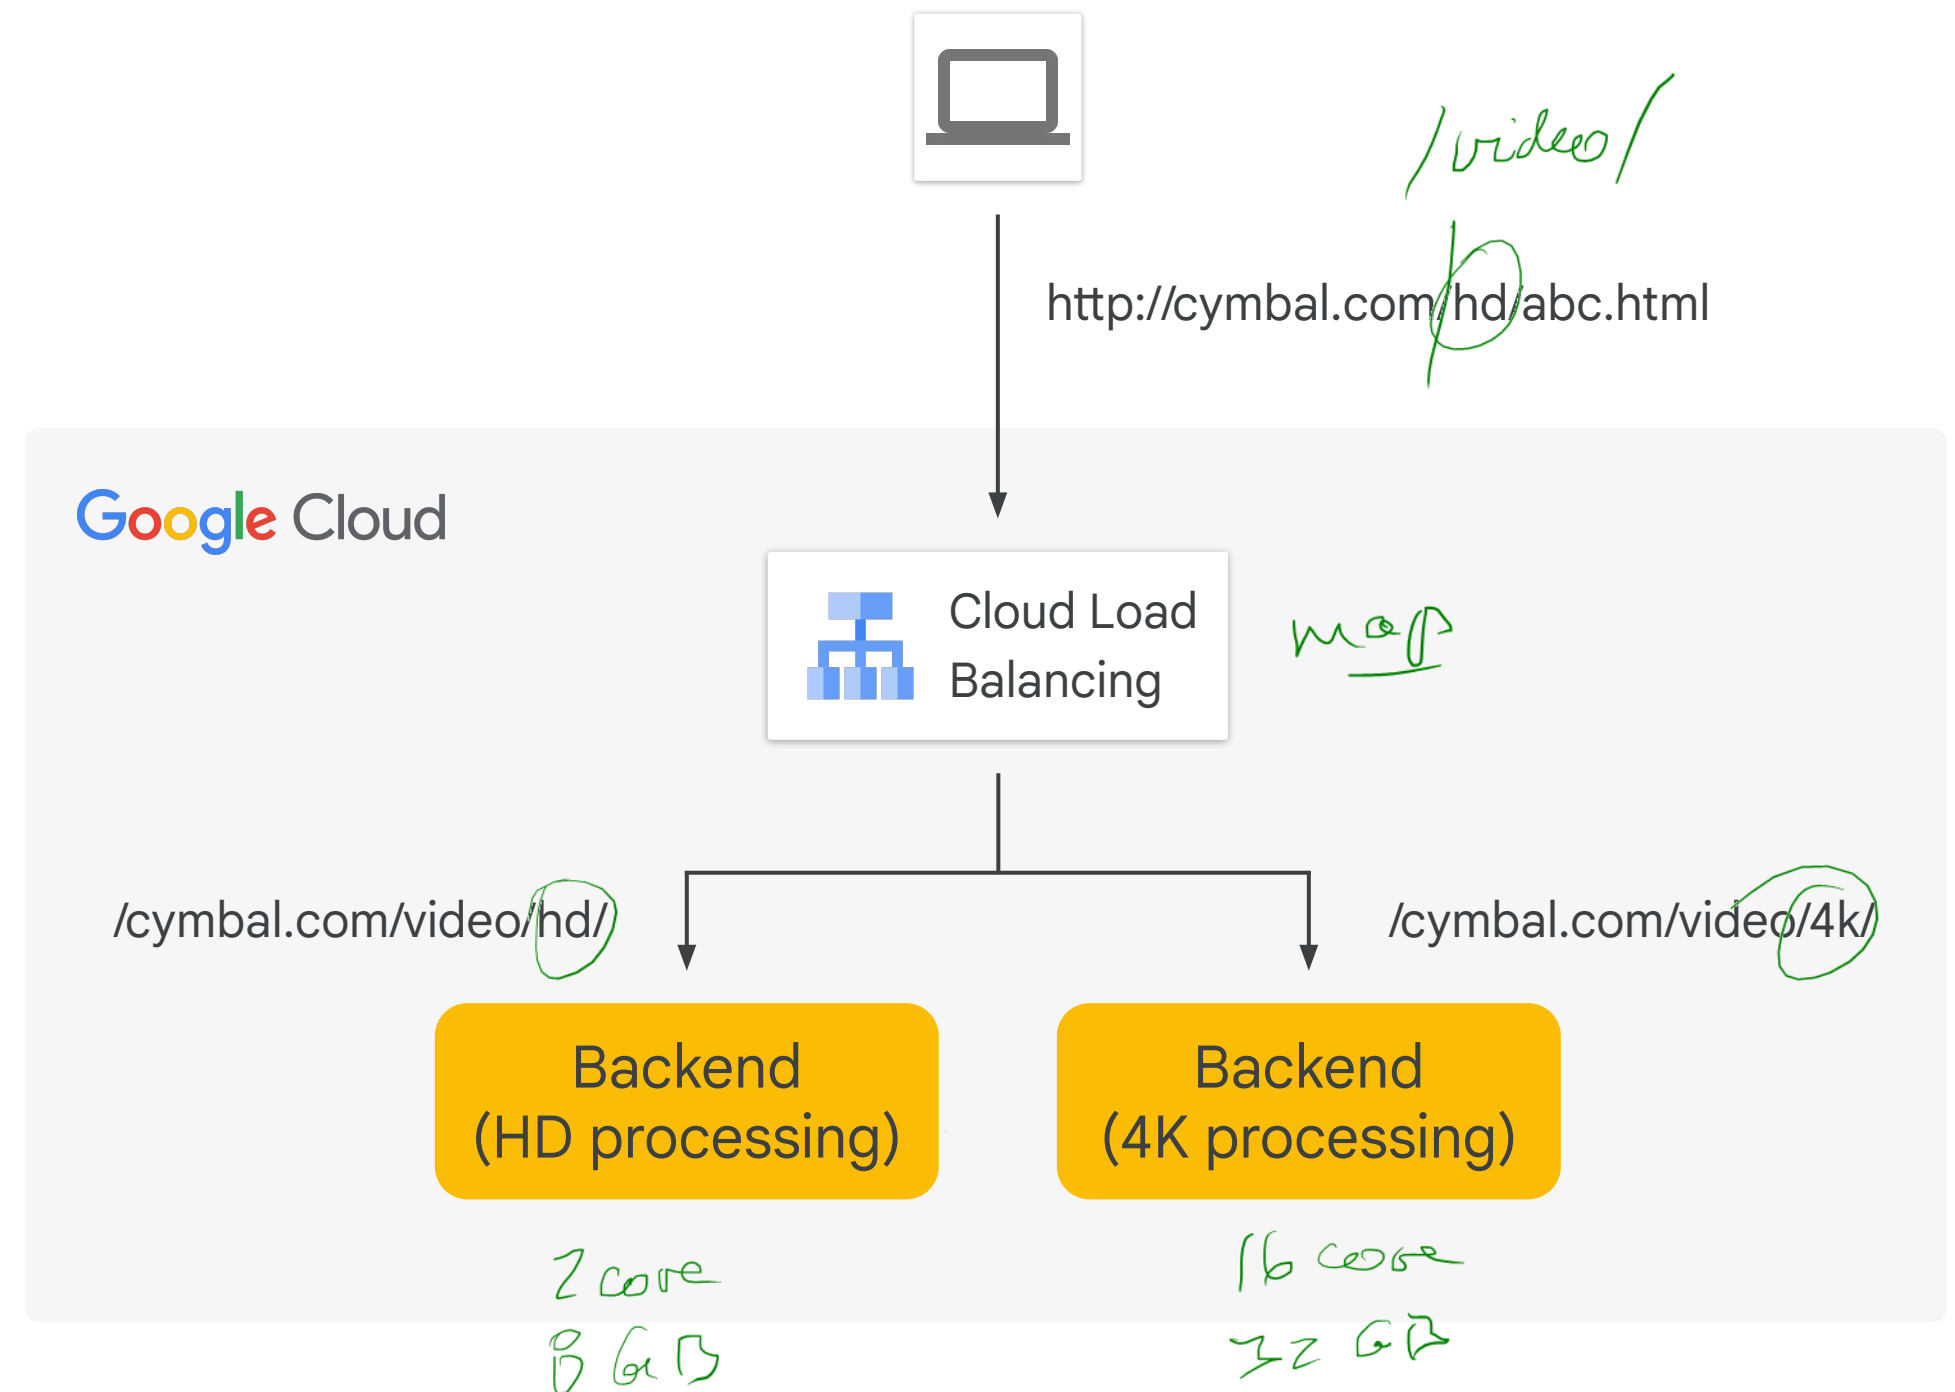 /video/
http://cymbal.com/hd/abc.html
Google Cloud
Cloud Load
Balancing
map
/cymbal.com/video/hd/
/cymbal.com/video/4k/
Backend
(HD processing)
Backend
(4K processing)
2 core
8 GB
16 core
32 GB